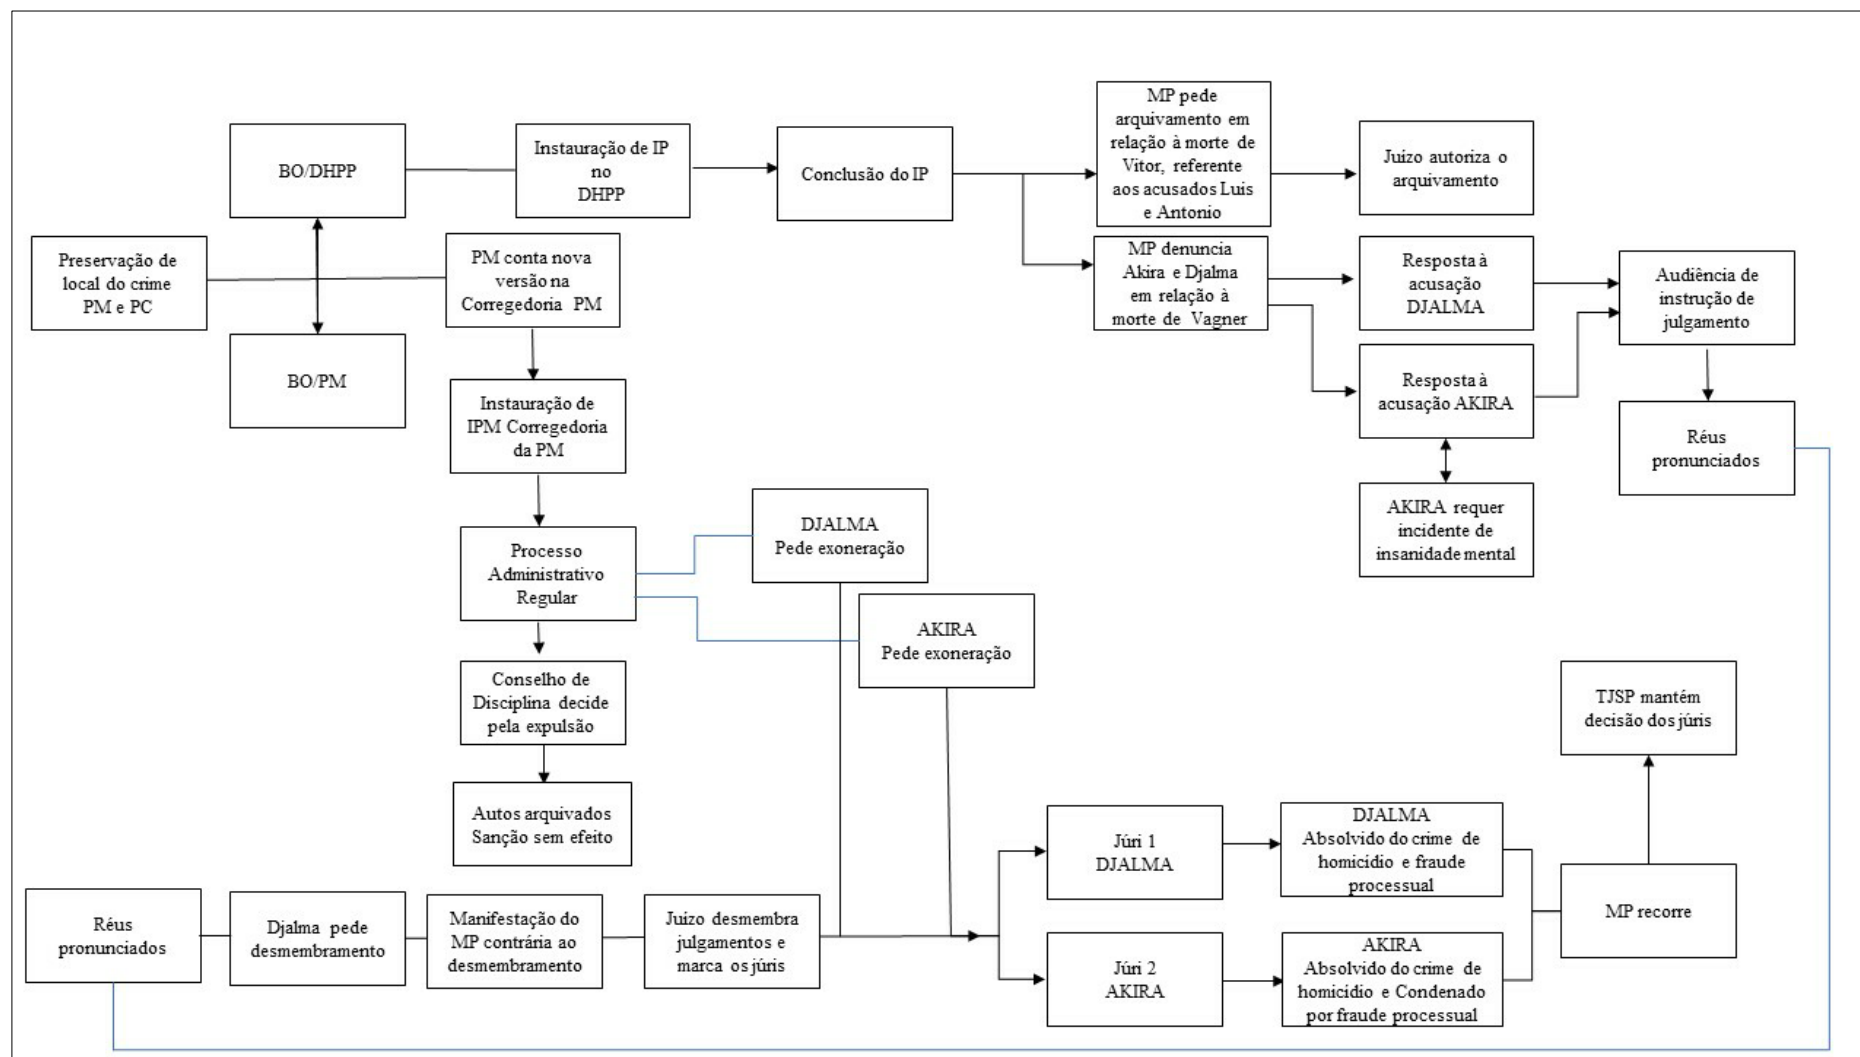 BO/DHPP
Instauração de IP
no
DHPP
Conclusão do IP
MP pede
arquivamento em
relação à morte de
Vitor, referente
aos acusados Luis
e Antonio
Juizo autoriza o
arquivamento
Preservação de
local do crime
PM e PC
PM conta nova
versão na
Corregedoria PM
MP denuncia
Akira e Djalma
em relação à
morte de Vagner
Resposta à
acusação
DJALMA
Audiência de
instrução de
julgamento
BO/PM
Resposta à
acusação AKIRA
Instauração de
IPM Corregedoria
da PM
Réus
pronunciados
AKIRA requer
incidente de
insanidade mental
DJALMA
Pede exoneração
Processo
Administrativo
Regular
AKIRA
Pede exoneração
Conselho de
Disciplina decide
pela expulsão
TJSP mantém
decisão dos júris
Autos arquivados
Sanção sem efeito
Júri 1
DJALMA
DJALMA
Absolvido do crime de
homicídio e fraude
processual
MP recorre
Réus
pronunciados
Djalma pede
desmembramento
Manifestação do
MP contrária ao
desmembramento
Juizo desmembra
julgamentos e
marca os júris
Júri 2
AKIRA
AKIRA
Absolvido do crime de
homicídio e Condenado
por fraude processual